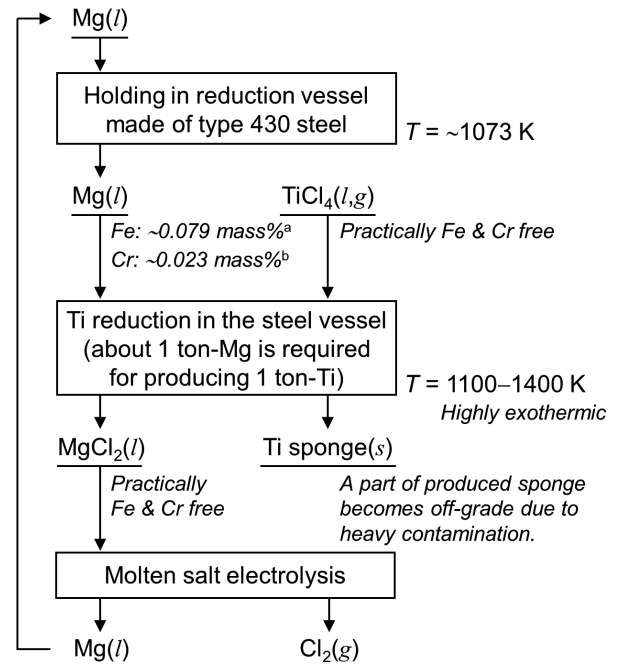 Mg(l)
Holding in reduction vessel
made of type 430 steel
T = ~1073 K
Mg(l)
TiCl₄(l,g)
Fe: ~0.079 mass%ᵃ
Cr: ~0.023 mass%ᵇ
Practically Fe & Cr free
Ti reduction in the steel vessel
(about 1 ton-Mg is required
for producing 1 ton-Ti)
T = 1100–1400 K
Highly exothermic
MgCl₂(l)
Ti sponge(s)
Practically
Fe & Cr free
A part of produced sponge
becomes off-grade due to
heavy contamination.
Molten salt electrolysis
Mg(l)
Cl₂(g)